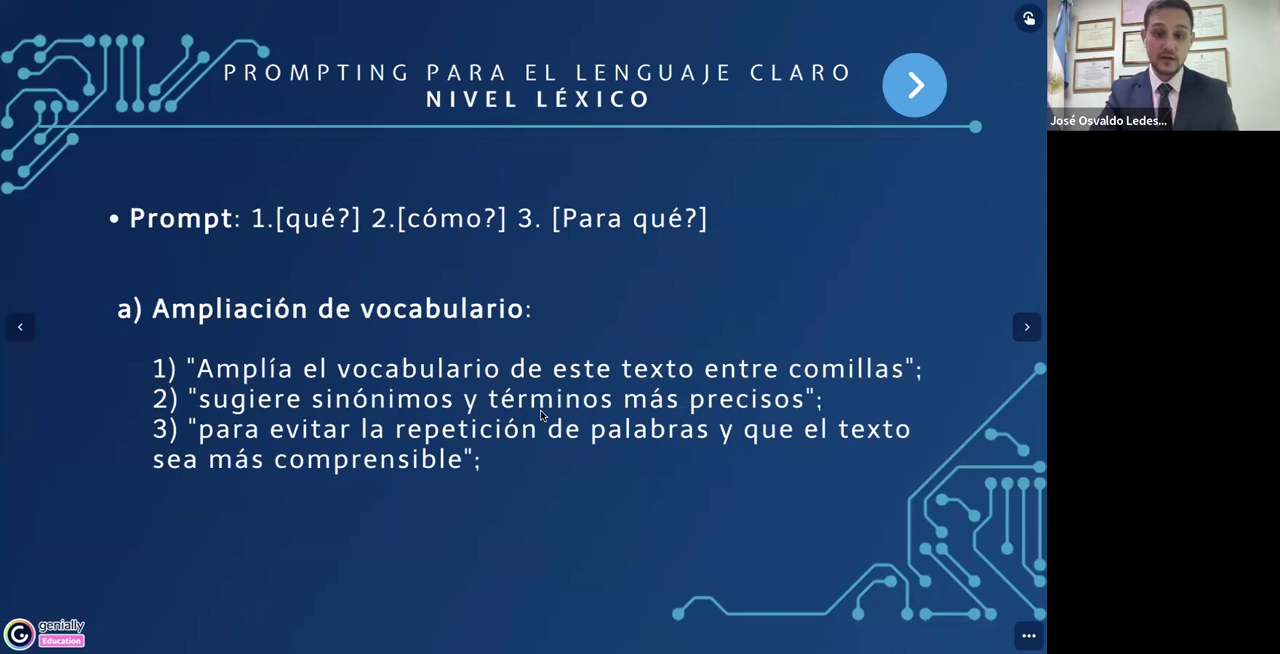 PROMPTING PARA EL LENGUAJE CLARO
NIVEL LÉXICO
• Prompt: 1.[qué?] 2.[cómo?] 3. [Para qué?]
a) Ampliación de vocabulario:
1) "Amplía el vocabulario de este texto entre comillas";
2) "sugiere sinónimos y términos más precisos";
3) "para evitar la repetición de palabras y que el texto
sea más comprensible";
genially
Education
José Osvaldo Ledes...